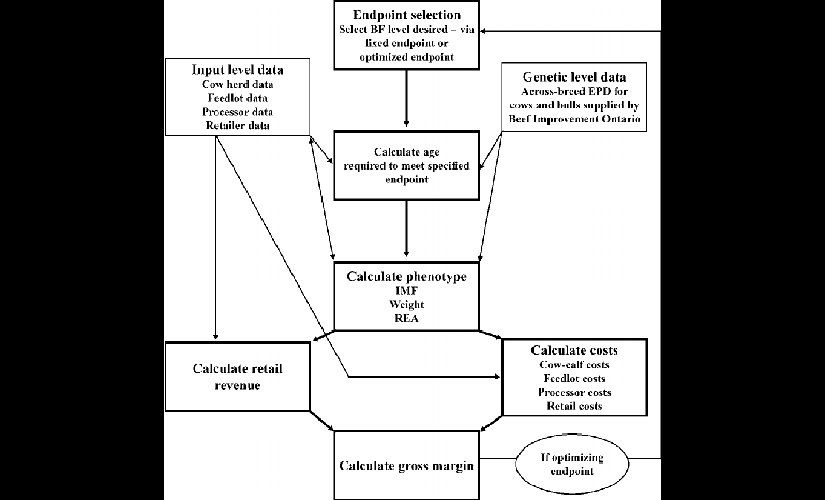 Endpoint selection
Select BF level desired – via
fixed endpoint or
optimized endpoint
Input level data
Cow herd data
Feedlot data
Processor data
Retailer data
Genetic level data
Across-breed EPD for
cows and bulls supplied by
Beef Improvement Ontario
Calculate age
required to meet specified
endpoint
Calculate phenotype
IMF
Weight
REA
Calculate retail
revenue
Calculate costs
Cow-calf costs
Feedlot costs
Processor costs
Retail costs
Calculate gross margin
If optimizing
endpoint